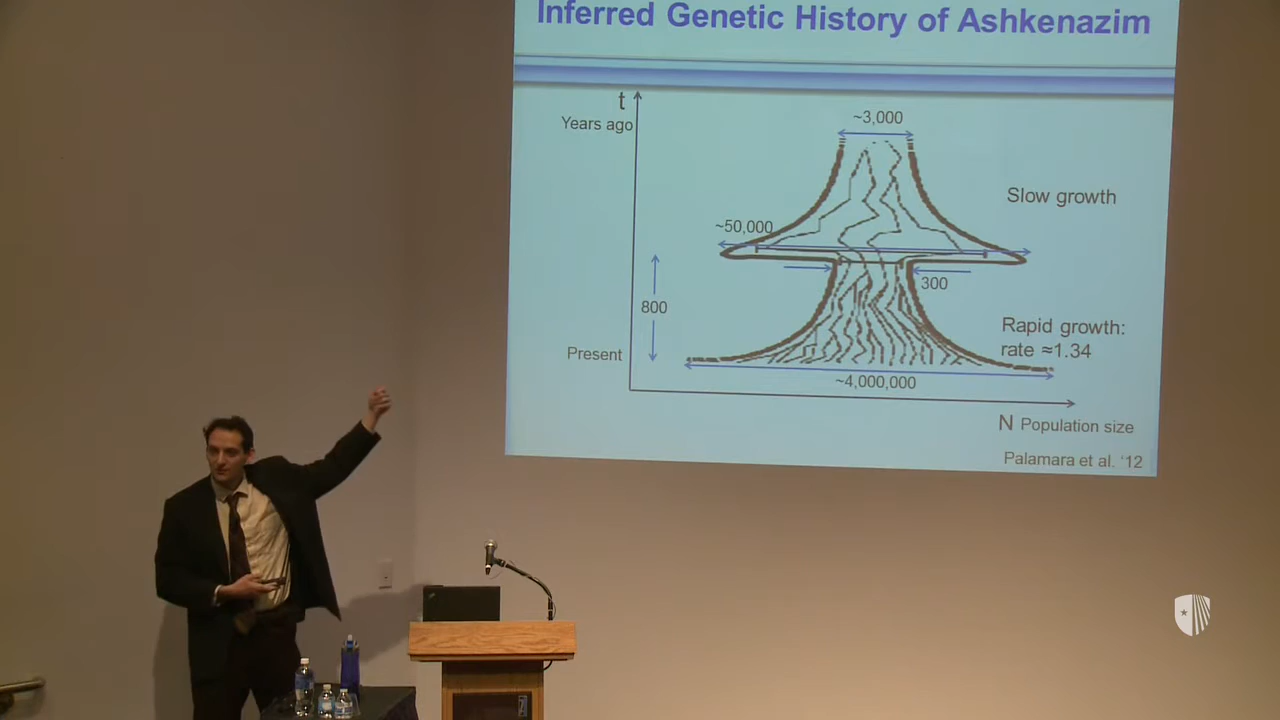 Inferred Genetic History of Ashkenazim
t
Years ago
~3,000
Slow growth
~50,000
300
800
Rapid growth:
rate ≈1.34
Present
~4,000,000
N Population size
Palamara et al. '12